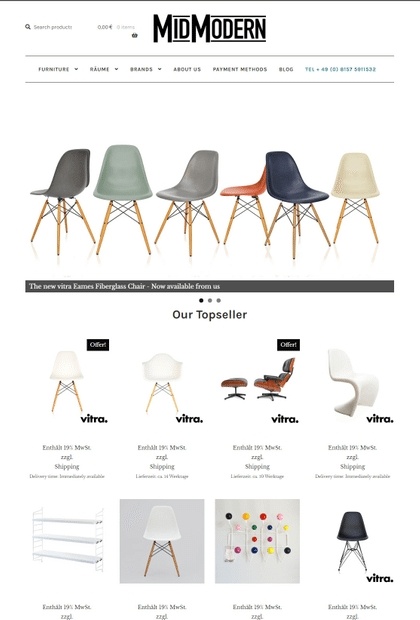 Search products
0,00 € 0 items
MIDMODERN
FURNITURE RÄUME BRANDS ABOUT US PAYMENT METHODS BLOG TEL + 49 (0) 8157 5911532
The new vitra Eames Fiberglass Chair - Now available from us
Our Topseller
Offer! Offer!
vitra. vitra. vitra. vitra.
Enthält 19% MwSt. Enthält 19% MwSt. Enthält 19% MwSt. Enthält 19% MwSt.
zzgl. zzgl. zzgl. zzgl.
Shipping Shipping Shipping Shipping
Delivery time: Immediately available Lieferzeit: ca. 14 Werktage Lieferzeit: ca. 10 Werktage Delivery time: Immediately available
vitra.
Enthält 19% MwSt. Enthält 19% MwSt. Enthält 19% MwSt. Enthält 19% MwSt.
zzgl. zzgl. zzgl. zzgl.